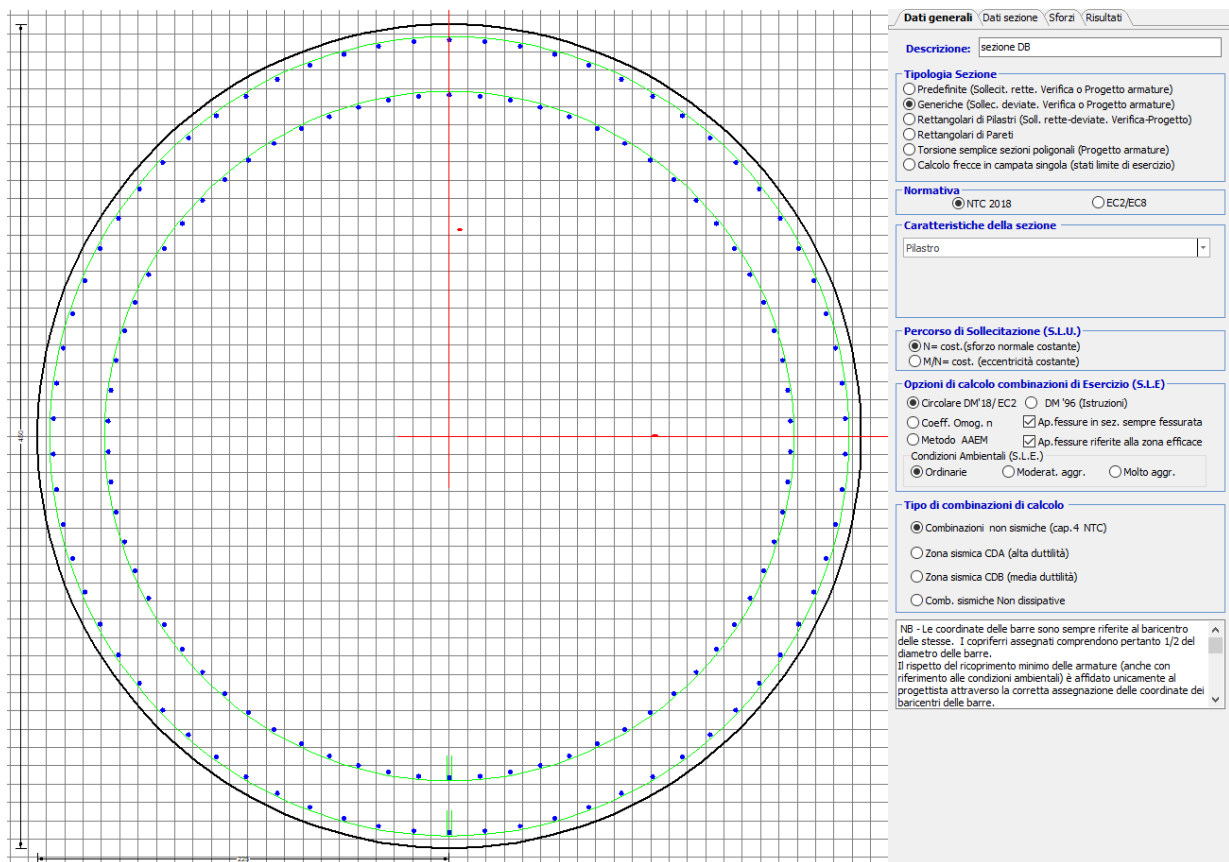 Dati generali Dati sezione Sforzi Risultati
Descrizione: sezione DB
Tipologia Sezione
Predefinite (Sollecit. rette. Verifica o Progetto armature)
Generiche (Sollec. deviate. Verifica o Progetto armature)
Rettangolari di Pilastri (Soll. rette-deviate. Verifica-Progetto)
Rettangolari di Pareti
Torsione semplice sezioni poligonali (Progetto armature)
Calcolo frecce in campata singola (stati limite di esercizio)
Normativa
NTC 2018 EC2/EC8
Caratteristiche della sezione
Pilastro
Percorso di Sollecitazione (S.L.U.)
N= cost.(sforzo normale costante)
M/N= cost. (eccentricità costante)
Opzioni di calcolo combinazioni di Esercizio (S.L.E)
Circolare DM'18/ EC2 DM '96 (Istruzioni)
Coeff. Omog. n Ap.fessure in sez. sempre fessurata
Metodo AAEM Ap.fessure riferite alla zona efficace
Condizioni Ambientali (S.L.E.)
Ordinarie Moderat. aggr. Molto aggr.
Tipo di combinazioni di calcolo
Combinazioni non sismiche (cap.4 NTC)
Zona sismica CDA (alta duttilità)
Zona sismica CDB (media duttilità)
Comb. sismiche Non dissipative
NB - Le coordinate delle barre sono sempre riferite al baricentro
delle stesse. I copriferri assegnati comprendono pertanto 1/2 del
diametro delle barre.
Il rispetto del ricoprimento minimo delle armature (anche con
riferimento alle condizioni ambientali) è affidato unicamente al
progettista attraverso la corretta assegnazione delle coordinate dei
baricentri delle barre.
450
225